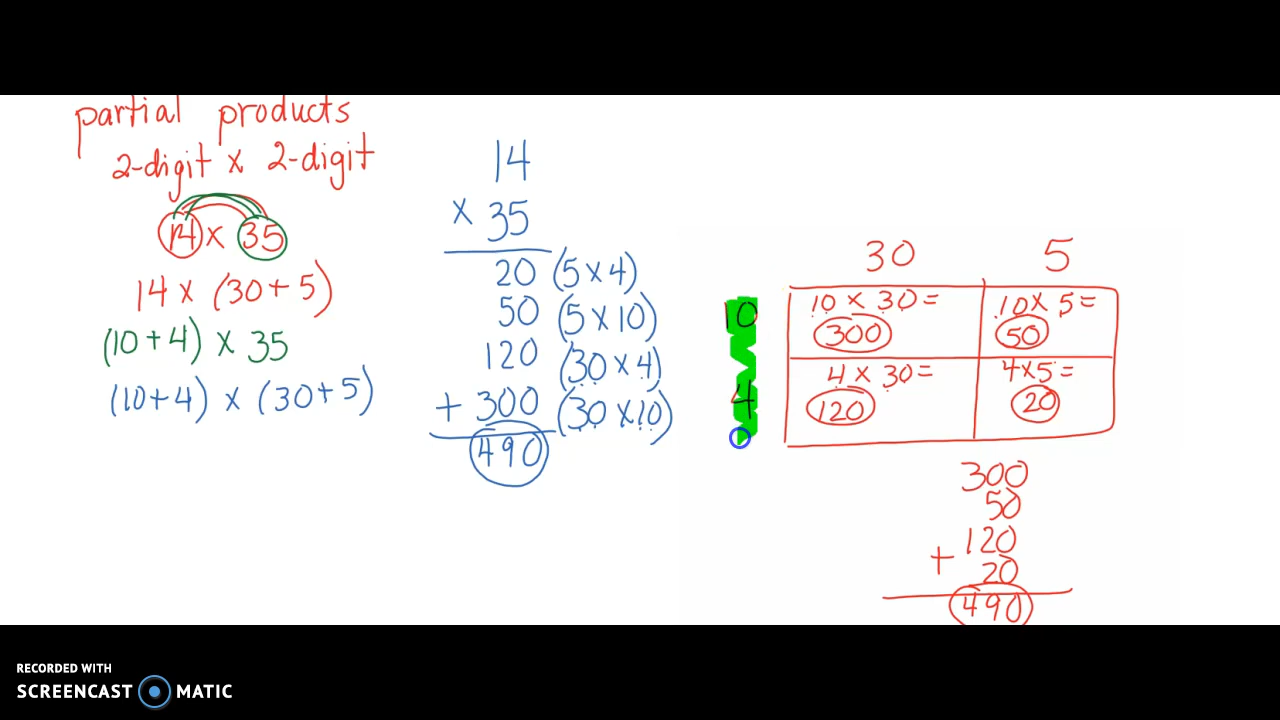 partial products
2-digit x 2-digit
14 x 35
14 x (30 + 5)
(10 + 4) x 35
(10 + 4) x (30 + 5)
14
x 35
20 (5 x 4)
50 (5 x 10)
120 (30 x 4)
+ 300 (30 x 10)
490
30 5
10 10 x 30 = 10 x 5 =
300 50
4 4 x 30 = 4 x 5 =
120 20
300
50
120
+ 20
490
RECORDED WITH
SCREENCAST MATIC